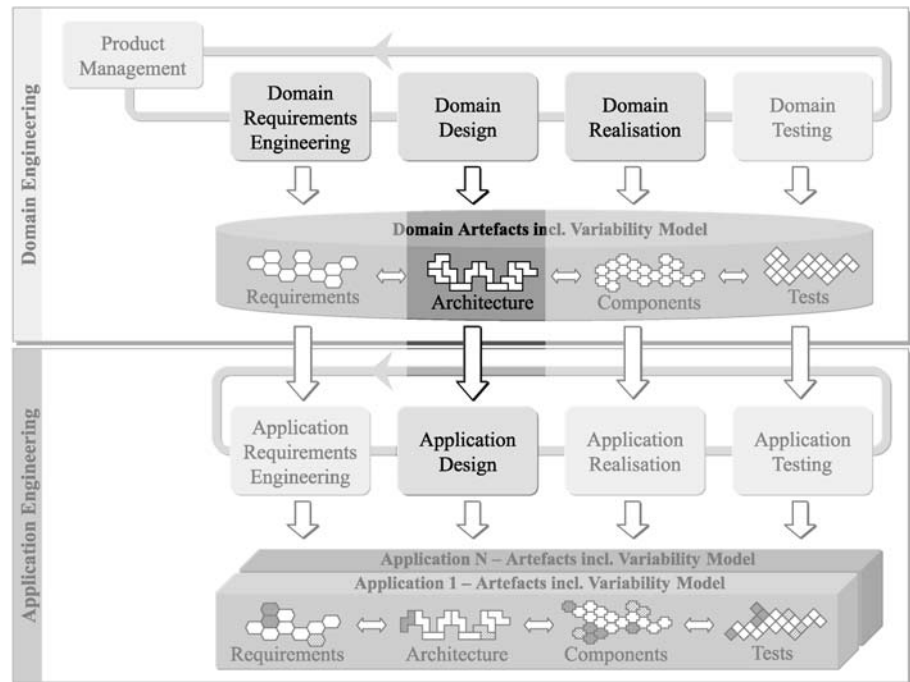 Domain Engineering
Product
Management
Domain
Requirements
Engineering
Domain
Design
Domain
Realisation
Domain
Testing
Domain Artefacts incl. Variability Model
Requirements
Architecture
Components
Tests
Application Engineering
Application
Requirements
Engineering
Application
Design
Application
Realisation
Application
Testing
Application N – Artefacts incl. Variability Model
Application 1 – Artefacts incl. Variability Model
Requirements
Architecture
Components
Tests